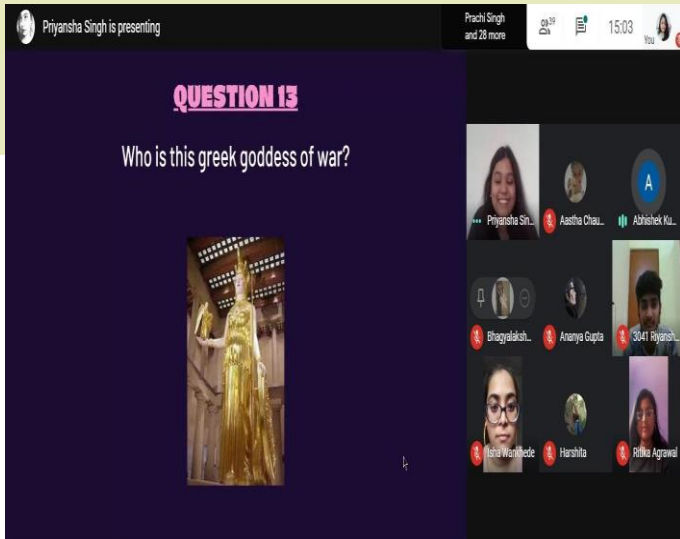 Priyansha Singh is presenting
Prachi Singh
and 28 more
39
15:03
You
QUESTION 13
Who is this greek goddess of war?
A
Priyansha Sin...
Aastha Chau...
Abhishek Ku...
Bhagyalaksh...
Ananya Gupta
3041 Riyansh...
Isha Wankhede
Harshita
Ritika Agrawal